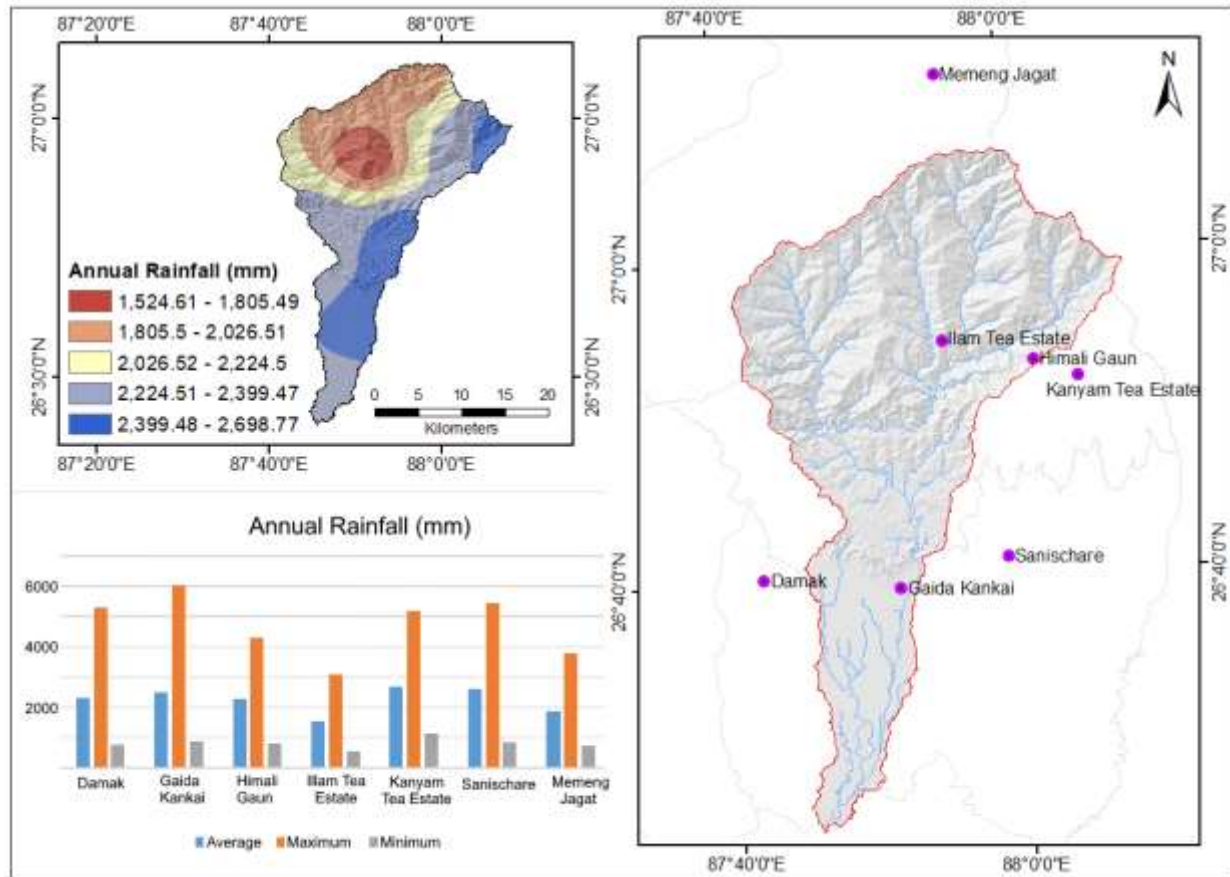 87°20'0"E 87°40'0"E 88°0'0"E
27°0'0"N
27°0'0"N
26°30'0"N
26°30'0"N
Annual Rainfall (mm)
1,524.61 - 1,805.49
1,805.5 - 2,026.51
2,026.52 - 2,224.5
2,224.51 - 2,399.47
2,399.48 - 2,698.77
0 5 10 15 20
Kilometers
87°20'0"E 87°40'0"E 88°0'0"E
Annual Rainfall (mm)
6000
4000
2000
Damak
Gaida
Kankai
Himali
Gaun
Illam Tea
Estate
Kanyam
Tea Estate
Sanischare
Memeng
Jagat
Average Maximum Minimum
87°40'0"E 88°0'0"E
N
Memeng Jagat
27°0'0"N
27°0'0"N
Illam Tea Estate
Himali Gaun
Kanyam Tea Estate
Sanischare
Damak
Gaida Kankai
26°40'0"N
26°40'0"N
87°40'0"E 88°0'0"E